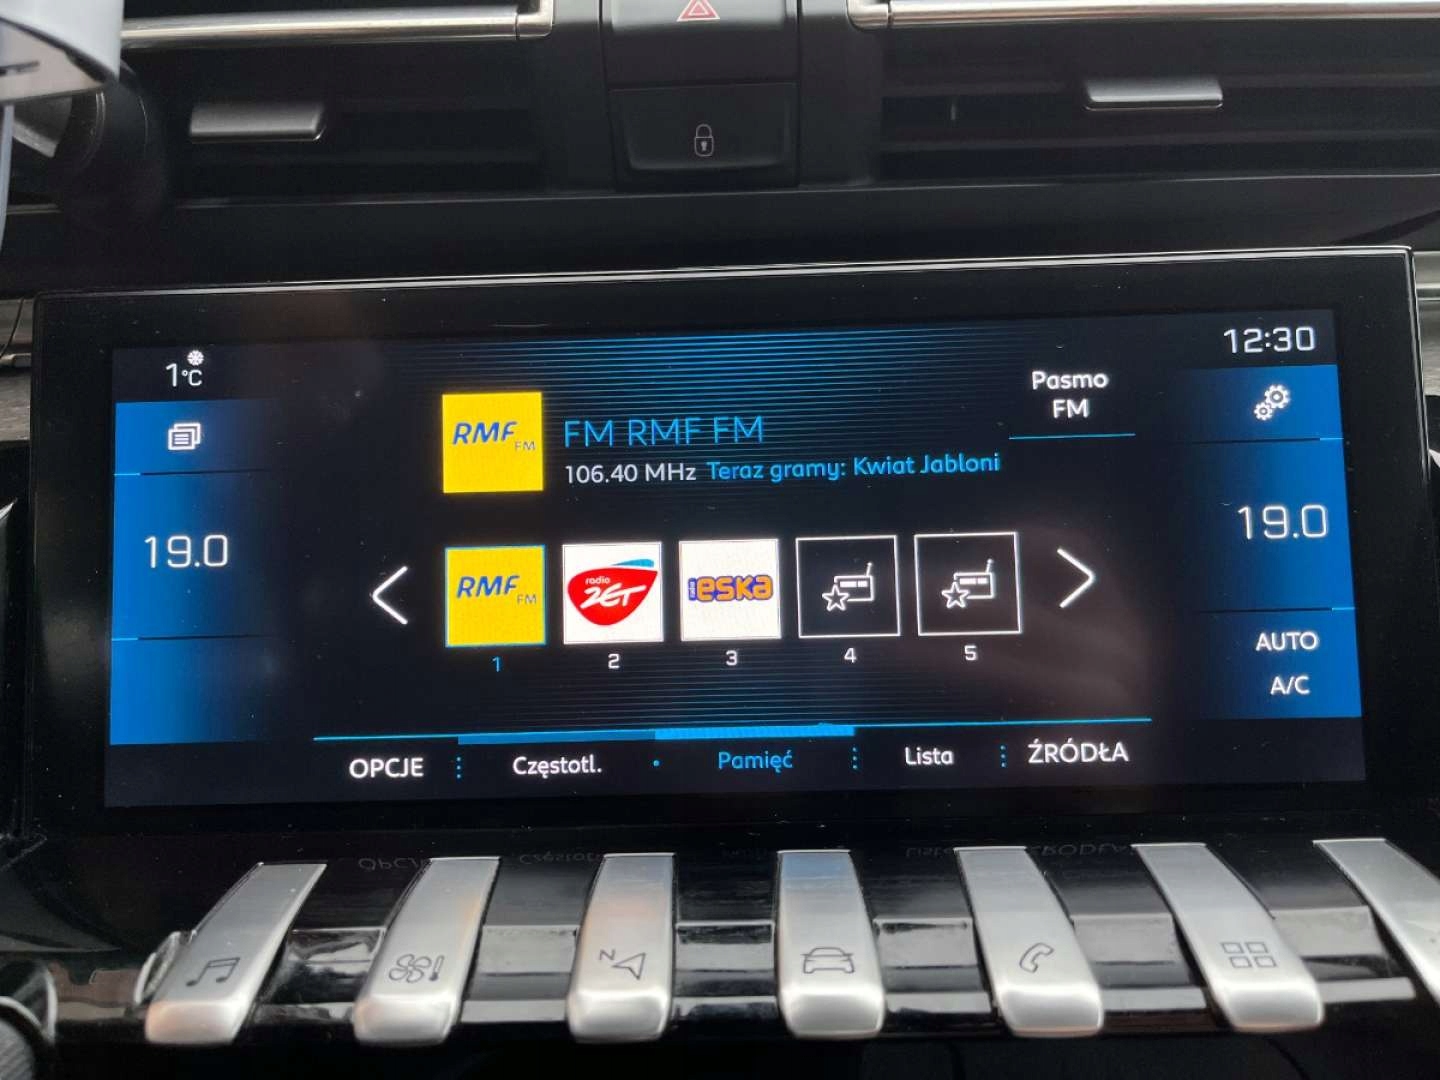 1°C
12:30
Pasmo
FM
RMF FM
FM RMF FM
106.40 MHz Teraz gramy: Kwiat Jabloni
19.0
19.0
RMF FM
radio
ZET
radio
eska
1
2
3
4
5
AUTO
A/C
OPCJE
Częstotl.
Pamięć
Lista
ŹRÓDŁA
N